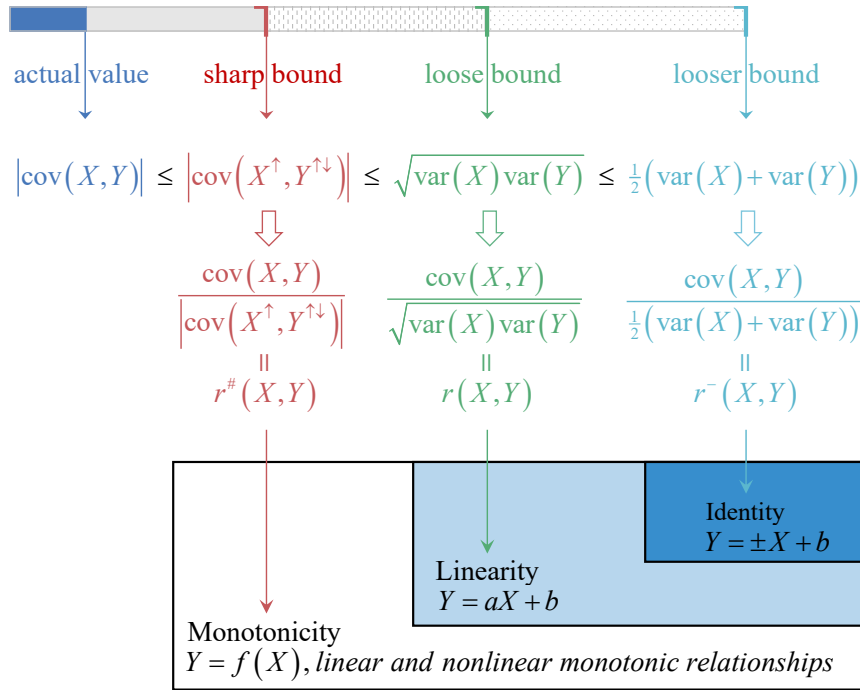 actual value sharp bound loose bound looser bound
|cov(X,Y)| ≤ |cov(X↑,Y↑↓)| ≤ √var(X)var(Y) ≤ ½(var(X)+var(Y))
cov(X,Y) cov(X,Y) cov(X,Y)
|cov(X↑,Y↑↓)| √var(X)var(Y) ½(var(X)+var(Y))
= = =
r#(X,Y) r(X,Y) r−(X,Y)
Identity
Y = ±X + b
Linearity
Y = aX + b
Monotonicity
Y = f(X), linear and nonlinear monotonic relationships